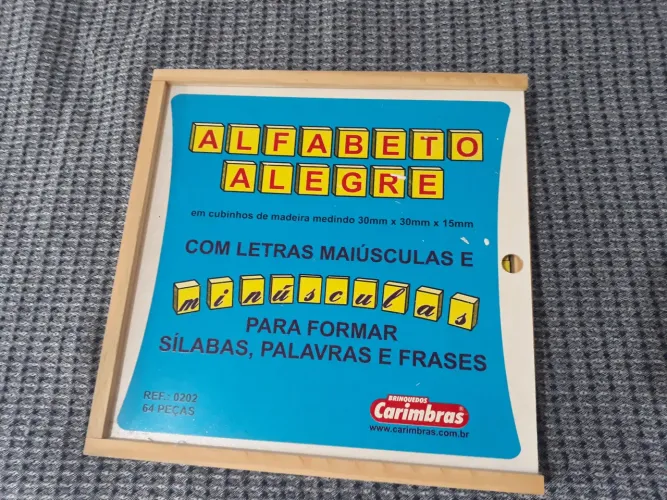 ALFABETO
ALEGRE
em cubinhos de madeira medindo 30mm x 30mm x 15mm
COM LETRAS MAIÚSCULAS E
minúsculas
PARA FORMAR
SÍLABAS, PALAVRAS E FRASES
REF.: 0202
64 PEÇAS
BRINQUEDOS
Carimbras®
www.carimbras.com.br